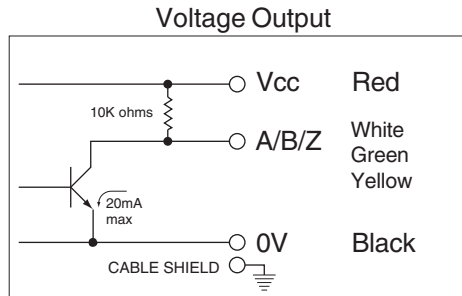 Voltage Output
Vcc Red
10K ohms
A/B/Z White
Green
Yellow
20mA
max
0V Black
CABLE SHIELD